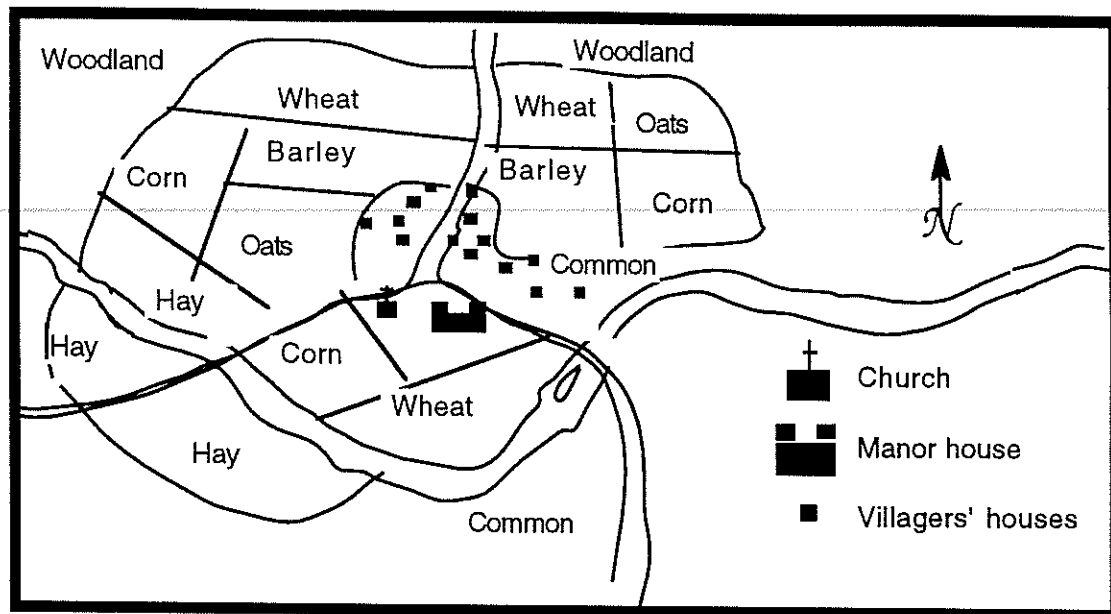 Woodland
Woodland
Wheat
Wheat
Oats
Barley
Barley
Corn
Corn
Oats
N
Common
Hay
Hay
Corn
Wheat
Hay
Common
Church
Manor house
Villagers' houses